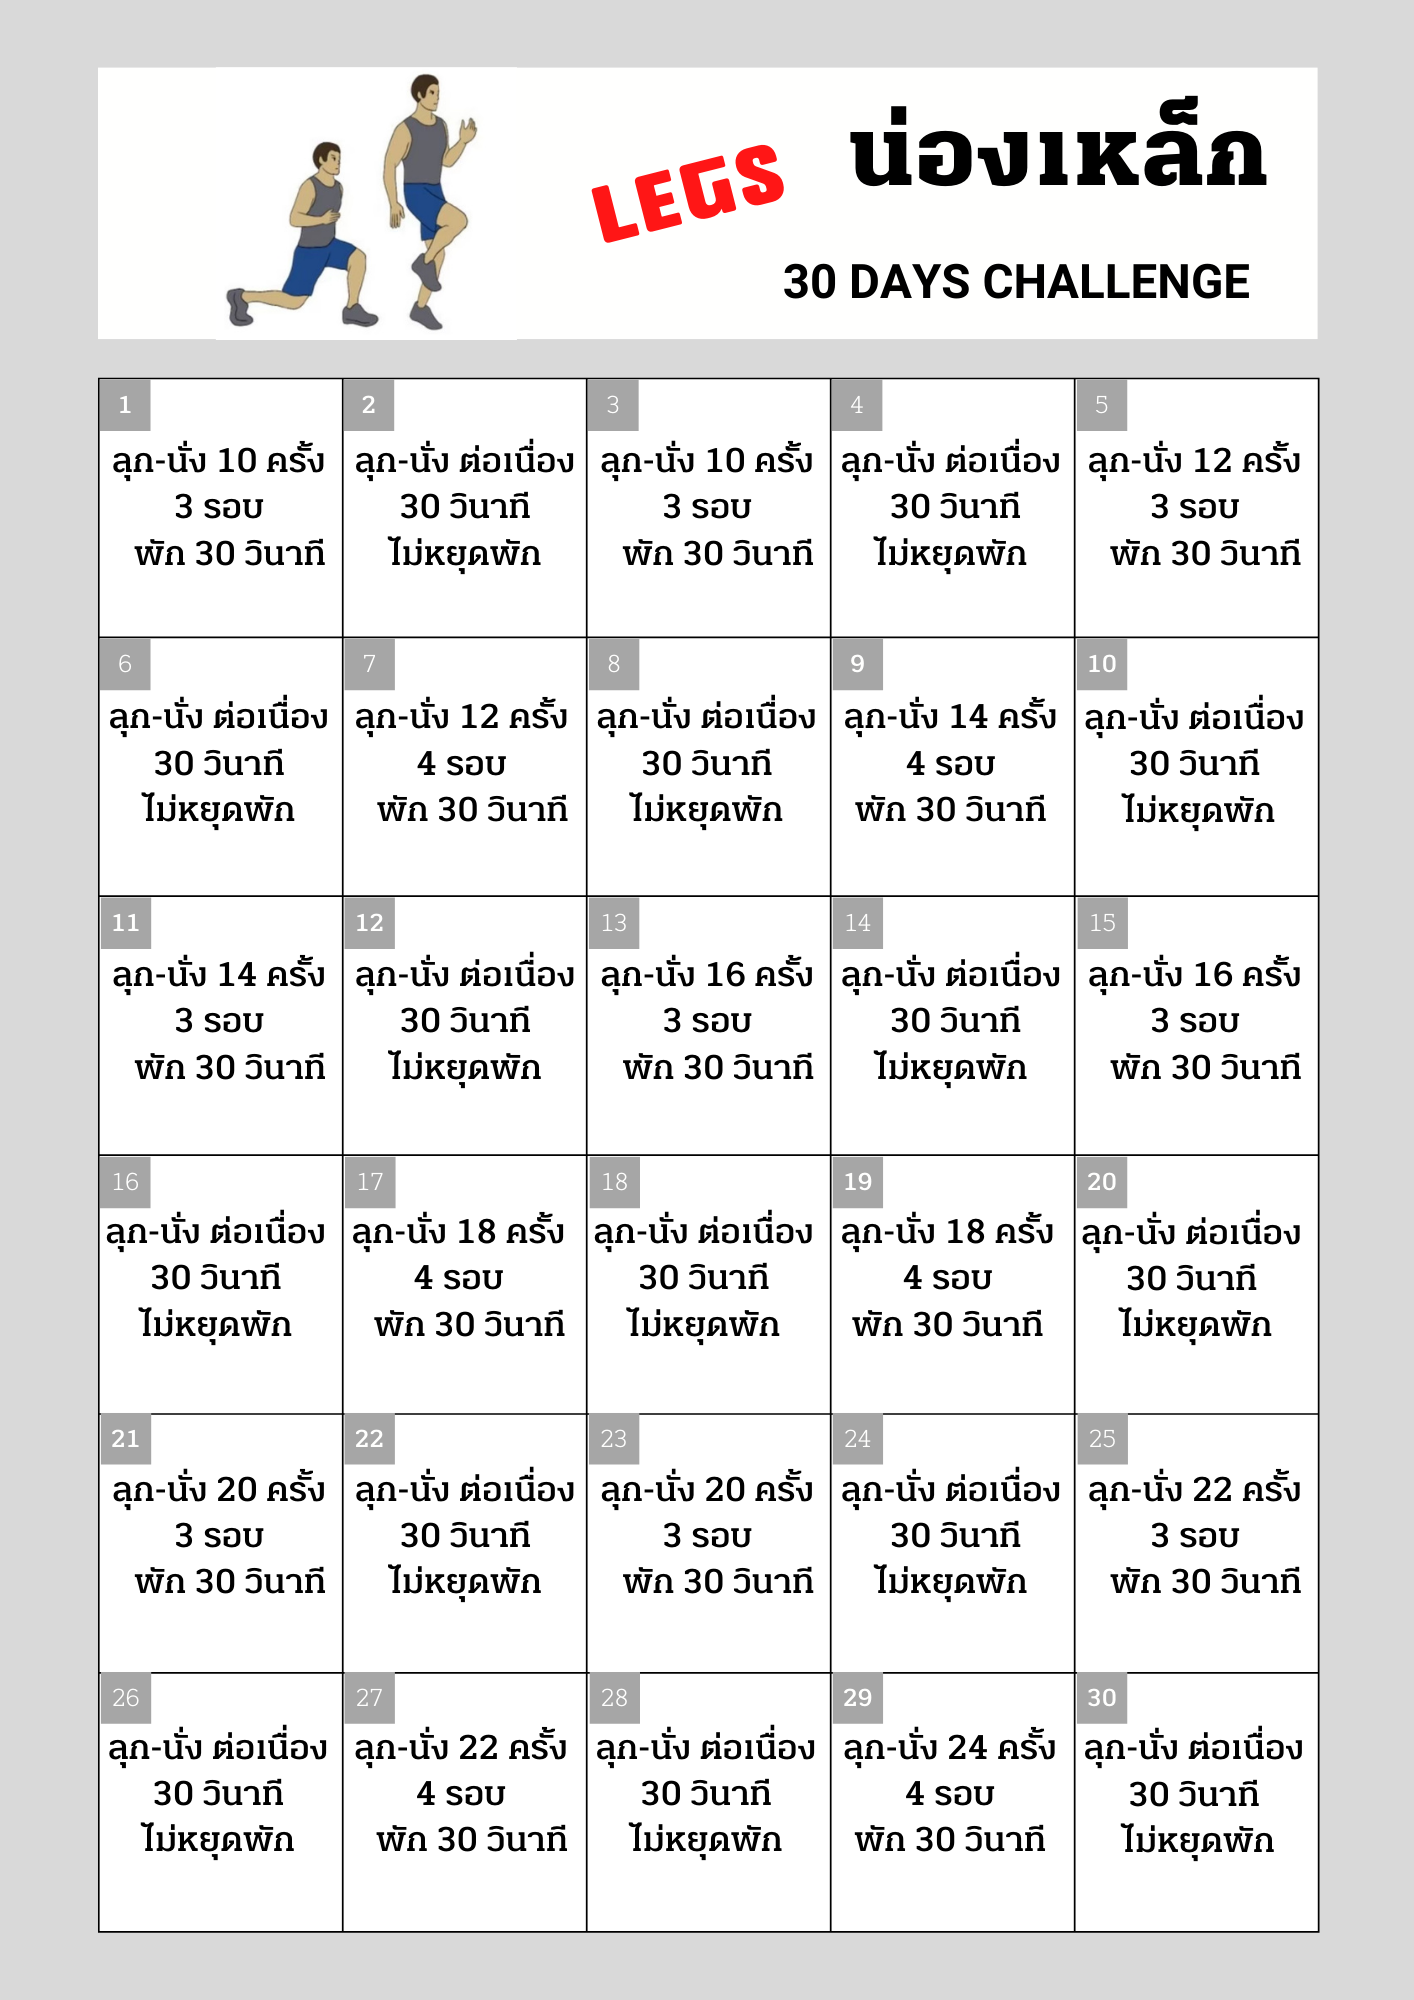 LEGS
น่องเหล็ก
30 DAYS CHALLENGE
1
ลุก-นั่ง 10 ครั้ง
3 รอบ
พัก 30 วินาที
2
ลุก-นั่ง ต่อเนื่อง
30 วินาที
ไม่หยุดพัก
3
ลุก-นั่ง 10 ครั้ง
3 รอบ
พัก 30 วินาที
4
ลุก-นั่ง ต่อเนื่อง
30 วินาที
ไม่หยุดพัก
5
ลุก-นั่ง 12 ครั้ง
3 รอบ
พัก 30 วินาที
6
ลุก-นั่ง ต่อเนื่อง
30 วินาที
ไม่หยุดพัก
7
ลุก-นั่ง 12 ครั้ง
4 รอบ
พัก 30 วินาที
8
ลุก-นั่ง ต่อเนื่อง
30 วินาที
ไม่หยุดพัก
9
ลุก-นั่ง 14 ครั้ง
4 รอบ
พัก 30 วินาที
10
ลุก-นั่ง ต่อเนื่อง
30 วินาที
ไม่หยุดพัก
11
ลุก-นั่ง 14 ครั้ง
3 รอบ
พัก 30 วินาที
12
ลุก-นั่ง ต่อเนื่อง
30 วินาที
ไม่หยุดพัก
13
ลุก-นั่ง 16 ครั้ง
3 รอบ
พัก 30 วินาที
14
ลุก-นั่ง ต่อเนื่อง
30 วินาที
ไม่หยุดพัก
15
ลุก-นั่ง 16 ครั้ง
3 รอบ
พัก 30 วินาที
16
ลุก-นั่ง ต่อเนื่อง
30 วินาที
ไม่หยุดพัก
17
ลุก-นั่ง 18 ครั้ง
4 รอบ
พัก 30 วินาที
18
ลุก-นั่ง ต่อเนื่อง
30 วินาที
ไม่หยุดพัก
19
ลุก-นั่ง 18 ครั้ง
4 รอบ
พัก 30 วินาที
20
ลุก-นั่ง ต่อเนื่อง
30 วินาที
ไม่หยุดพัก
21
ลุก-นั่ง 20 ครั้ง
3 รอบ
พัก 30 วินาที
22
ลุก-นั่ง ต่อเนื่อง
30 วินาที
ไม่หยุดพัก
23
ลุก-นั่ง 20 ครั้ง
3 รอบ
พัก 30 วินาที
24
ลุก-นั่ง ต่อเนื่อง
30 วินาที
ไม่หยุดพัก
25
ลุก-นั่ง 22 ครั้ง
3 รอบ
พัก 30 วินาที
26
ลุก-นั่ง ต่อเนื่อง
30 วินาที
ไม่หยุดพัก
27
ลุก-นั่ง 22 ครั้ง
4 รอบ
พัก 30 วินาที
28
ลุก-นั่ง ต่อเนื่อง
30 วินาที
ไม่หยุดพัก
29
ลุก-นั่ง 24 ครั้ง
4 รอบ
พัก 30 วินาที
30
ลุก-นั่ง ต่อเนื่อง
30 วินาที
ไม่หยุดพัก